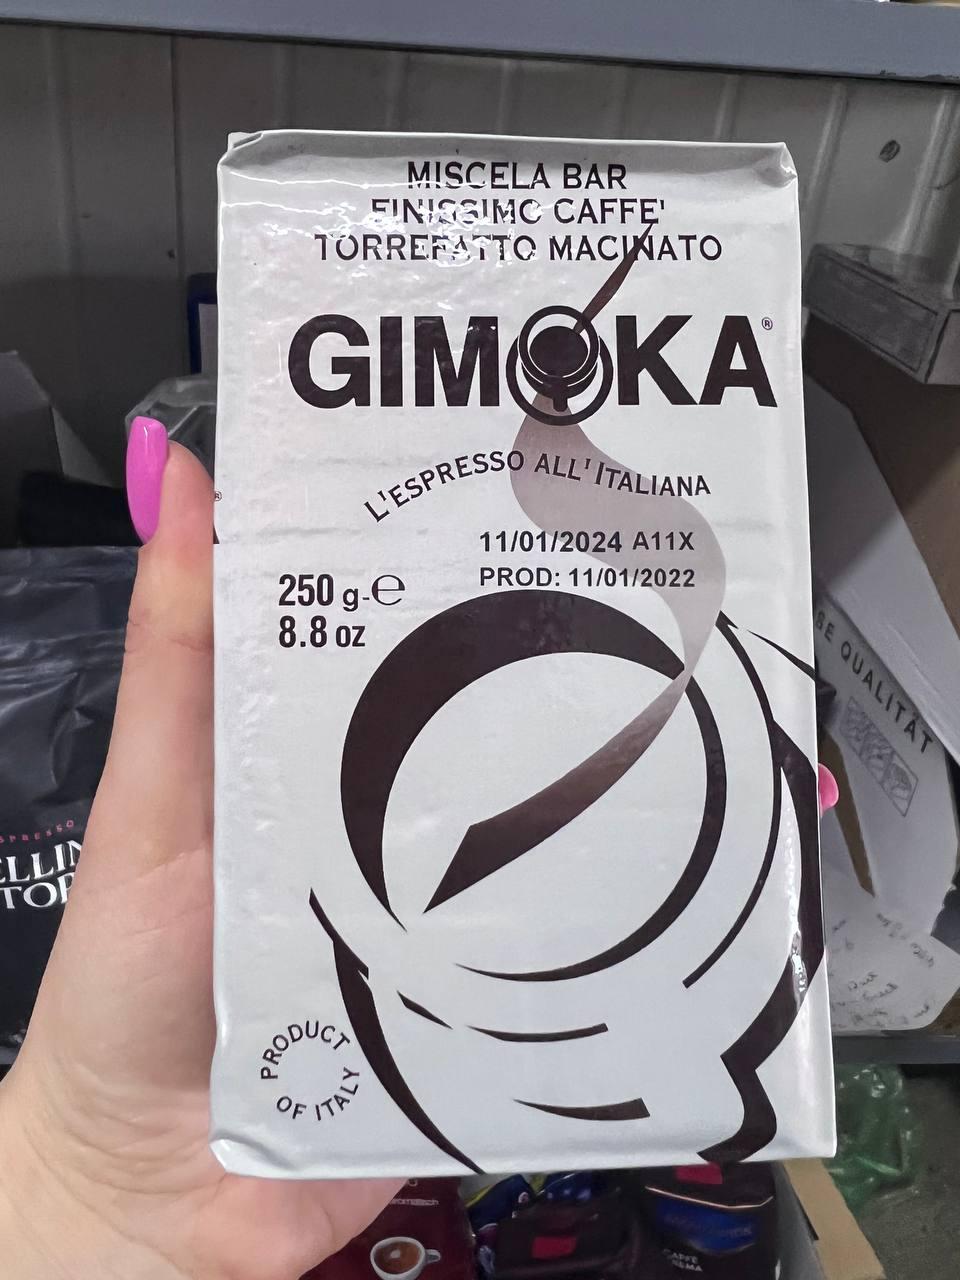 MISCELA BAR
FINISSIMO CAFFE'
TORREFATTO MACINATO
GIMOKA®
L'ESPRESSO ALL'ITALIANA
11/01/2024 A11X
PROD: 11/01/2022
250 g-e
8.8 oz
PRODUCT
OF ITALY
QUALITÄT